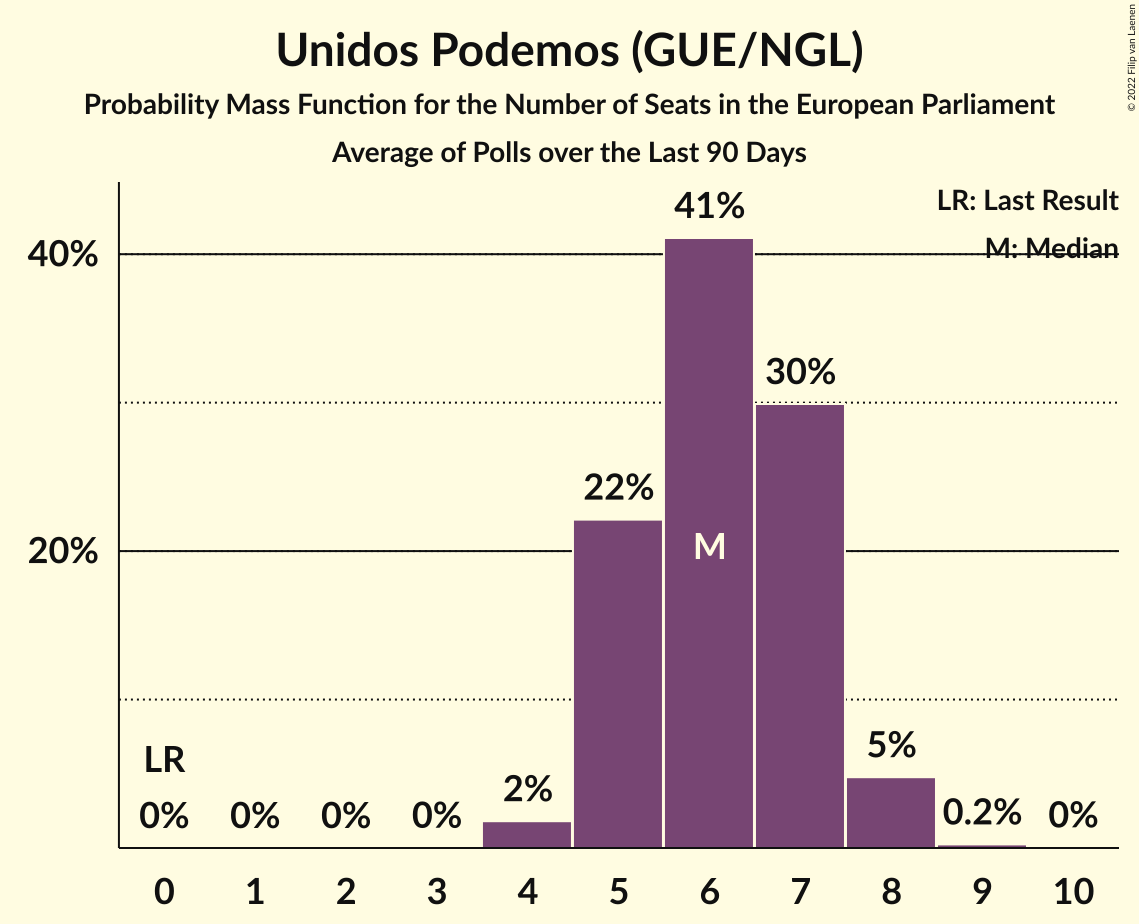 Unidos Podemos (GUE/NGL)
Probability Mass Function for the Number of Seats in the European Parliament
Average of Polls over the Last 90 Days
© 2022 Filip van Laenen
LR: Last Result
M: Median
40%
20%
41%
30%
22%
M
LR
0% 0% 0% 0% 2% 5% 0.2% 0%
0 1 2 3 4 5 6 7 8 9 10